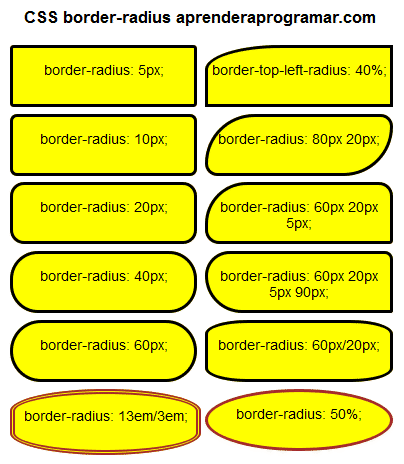 CSS border-radius aprenderaprogramar.com
border-radius: 5px;
border-top-left-radius: 40%;
border-radius: 10px;
border-radius: 80px 20px;
border-radius: 20px;
border-radius: 60px 20px
5px;
border-radius: 40px;
border-radius: 60px 20px
5px 90px;
border-radius: 60px;
border-radius: 60px/20px;
border-radius: 13em/3em;
border-radius: 50%;